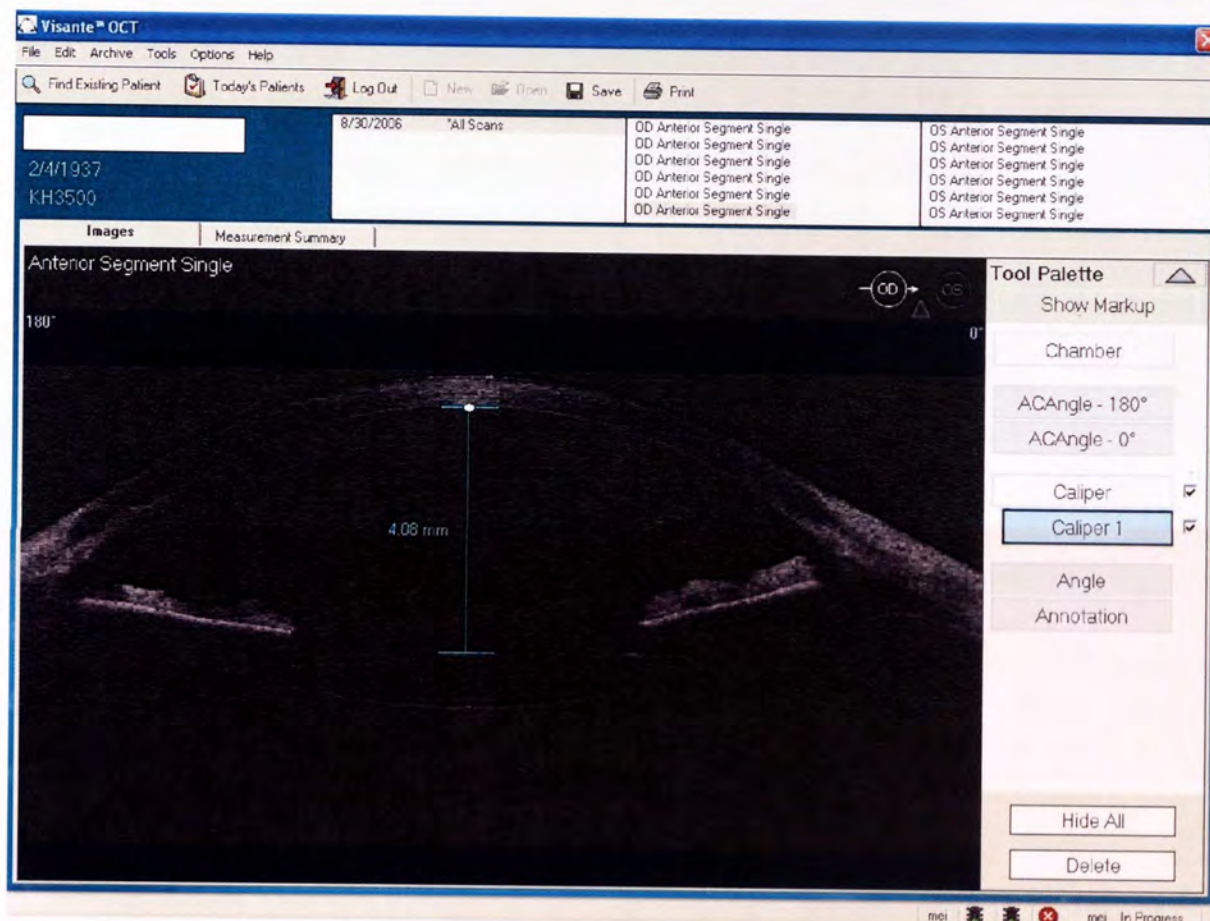 Visante™ OCT
File Edit Archive Tools Options Help
Find Existing Patient Today's Patients Log Out New Open Save Print
8/30/2006 "All Scans
OD Anterior Segment Single
OD Anterior Segment Single
OD Anterior Segment Single
OD Anterior Segment Single
OD Anterior Segment Single
OD Anterior Segment Single
OS Anterior Segment Single
OS Anterior Segment Single
OS Anterior Segment Single
OS Anterior Segment Single
OS Anterior Segment Single
OS Anterior Segment Single
2/4/1937
KH3500
Images Measurement Summary
Anterior Segment Single
OD OS
180° 0°
4.08 mm
Tool Palette
Show Markup
Chamber
ACAngle - 180°
ACAngle - 0°
Caliper
Caliper 1
Angle
Annotation
Hide All
Delete
mei mei In Progress